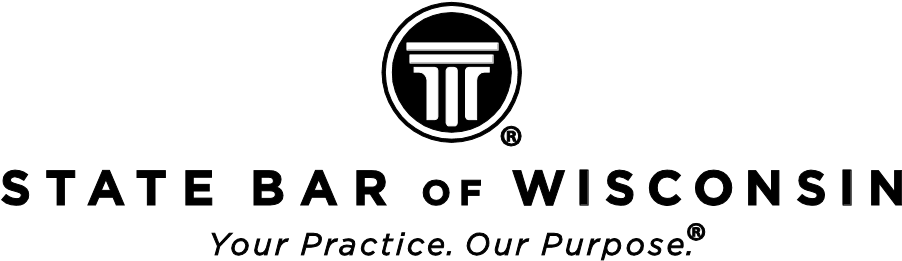 ®
STATE BAR OF WISCONSIN
Your Practice. Our Purpose.®